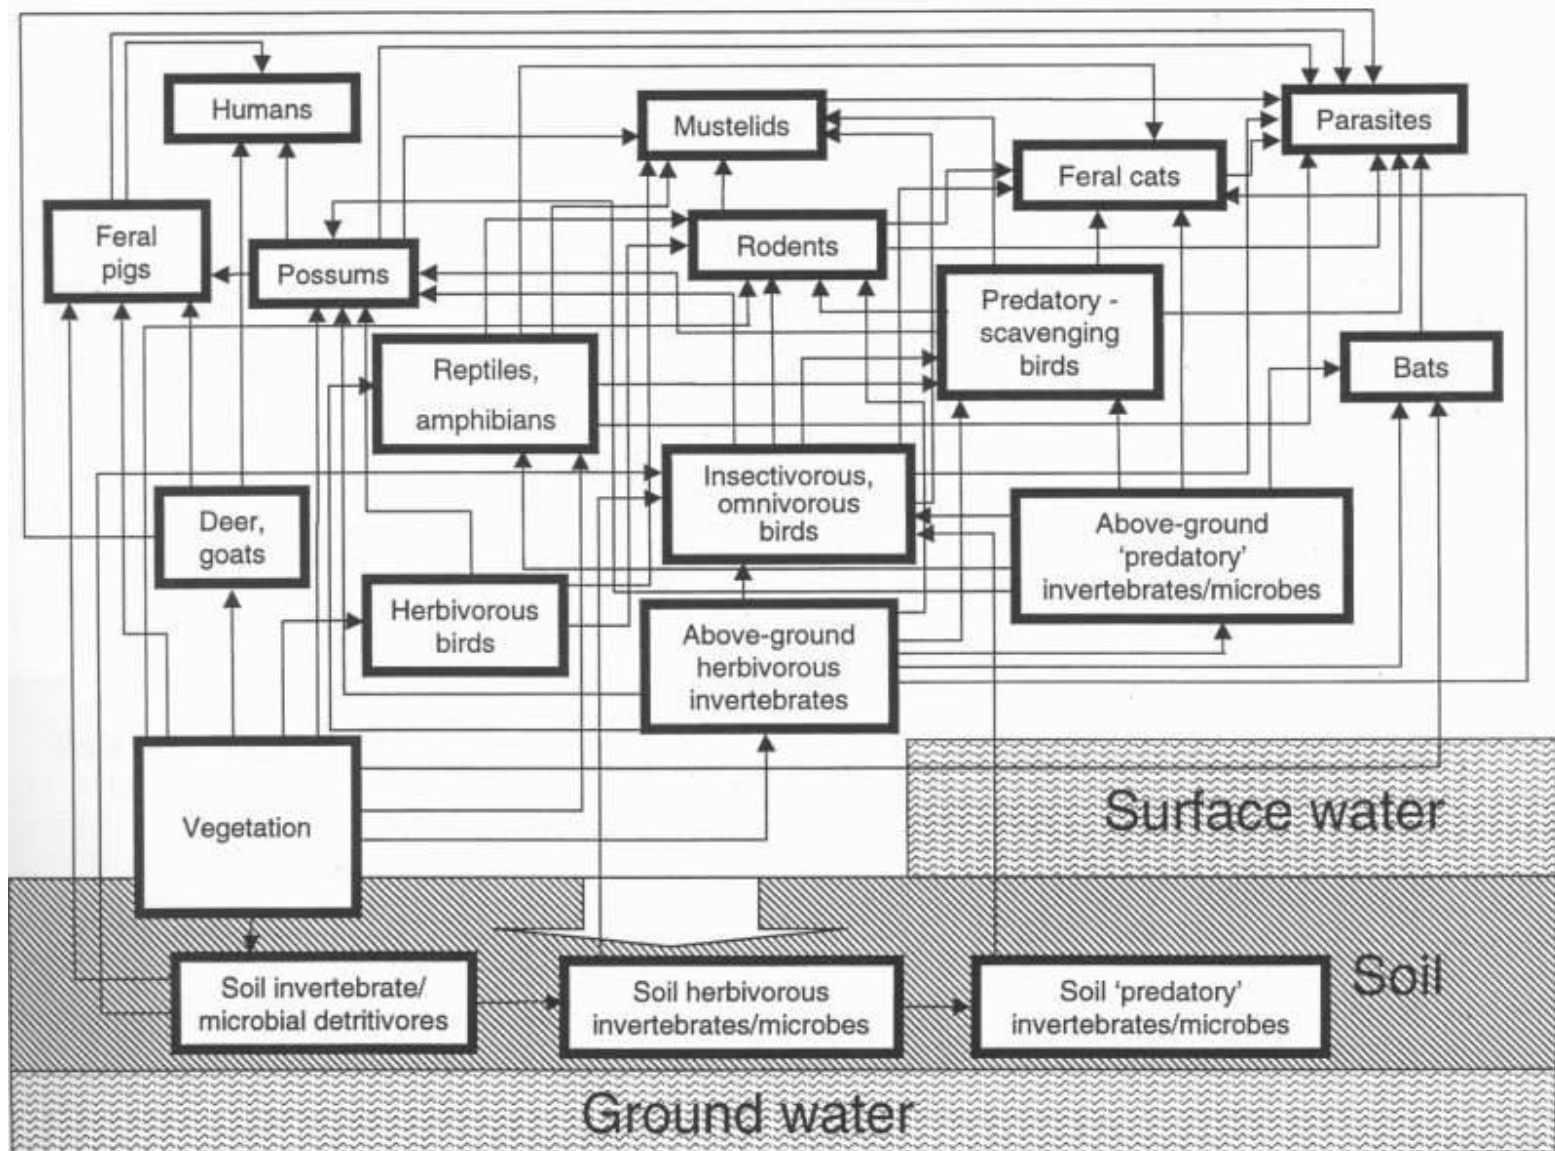 Humans
Mustelids
Parasites
Feral cats
Feral
pigs
Possums
Rodents
Predatory -
scavenging
birds
Reptiles,
amphibians
Bats
Insectivorous,
omnivorous
birds
Deer,
goats
Above-ground
‘predatory’
invertebrates/microbes
Herbivorous
birds
Above-ground
herbivorous
invertebrates
Vegetation
Surface water
Soil invertebrate/
microbial detritivores
Soil herbivorous
invertebrates/microbes
Soil ‘predatory’
invertebrates/microbes
Soil
Ground water